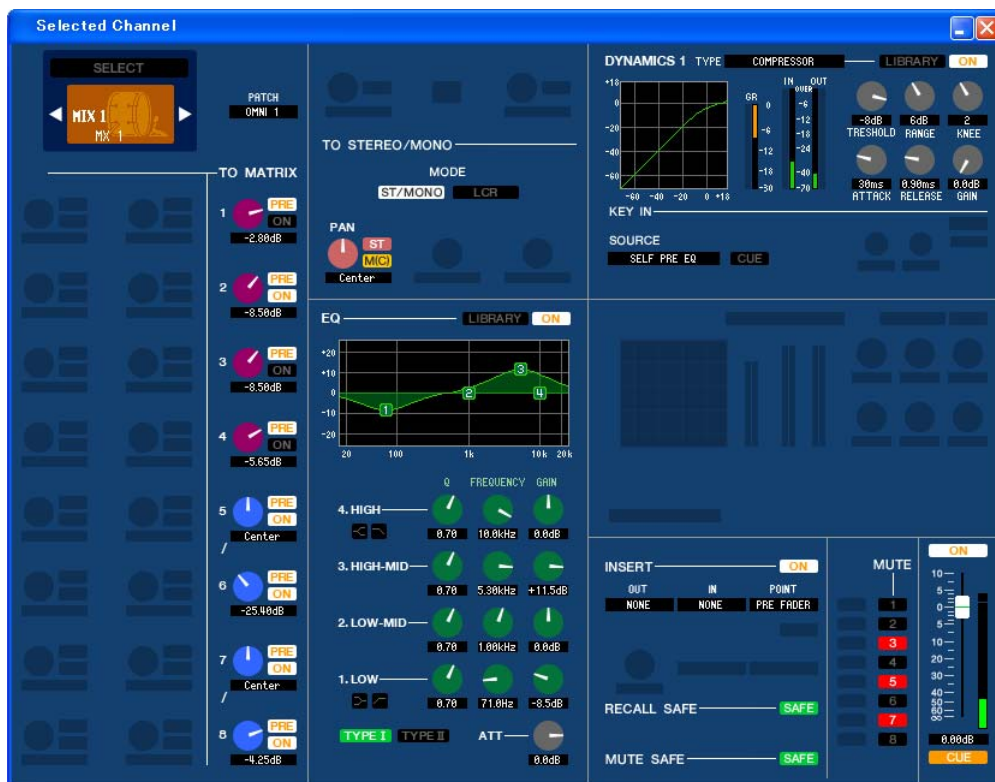 Selected Channel
SELECT
MIX 1
MX 1
PATCH
OMNI 1
TO MATRIX
1 PRE
ON
-2.80dB
2 PRE
ON
-8.50dB
3 PRE
ON
-8.50dB
4 PRE
ON
-5.65dB
5 PRE
ON
Center
/
6 PRE
ON
-25.40dB
7 PRE
ON
Center
/
8 PRE
ON
-4.25dB
TO STEREO/MONO
MODE
ST/MONO LCR
PAN
ST
M(C)
Center
EQ LIBRARY ON
+20
+10
0
-10
-20
1 2 3 4
20 100 1k 10k 20k
Q FREQUENCY GAIN
4. HIGH
0.70 10.0kHz 0.0dB
3. HIGH-MID
0.70 5.30kHz +11.5dB
2. LOW-MID
0.70 1.00kHz 0.0dB
1. LOW
0.70 71.0Hz -8.5dB
TYPE I TYPE II ATT
0.0dB
DYNAMICS 1 TYPE COMPRESSOR LIBRARY ON
+18
0
-20
-40
-60
-60 -40 -20 0 +18
GR
0
-6
-12
-18
-30
IN OUT
OVER
-6
-12
-18
-24
-40
-70
-8dB 6dB 2
TRESHOLD RANGE KNEE
30ms 0.90ms 0.0dB
ATTACK RELEASE GAIN
KEY IN
SOURCE
SELF PRE EQ CUE
INSERT ON
OUT IN POINT
NONE NONE PRE FADER
RECALL SAFE SAFE
MUTE SAFE SAFE
MUTE
1
2
3
4
5
6
7
8
ON
10
5
0
5
10
20
30
40
50
60
∞
0.00dB
CUE